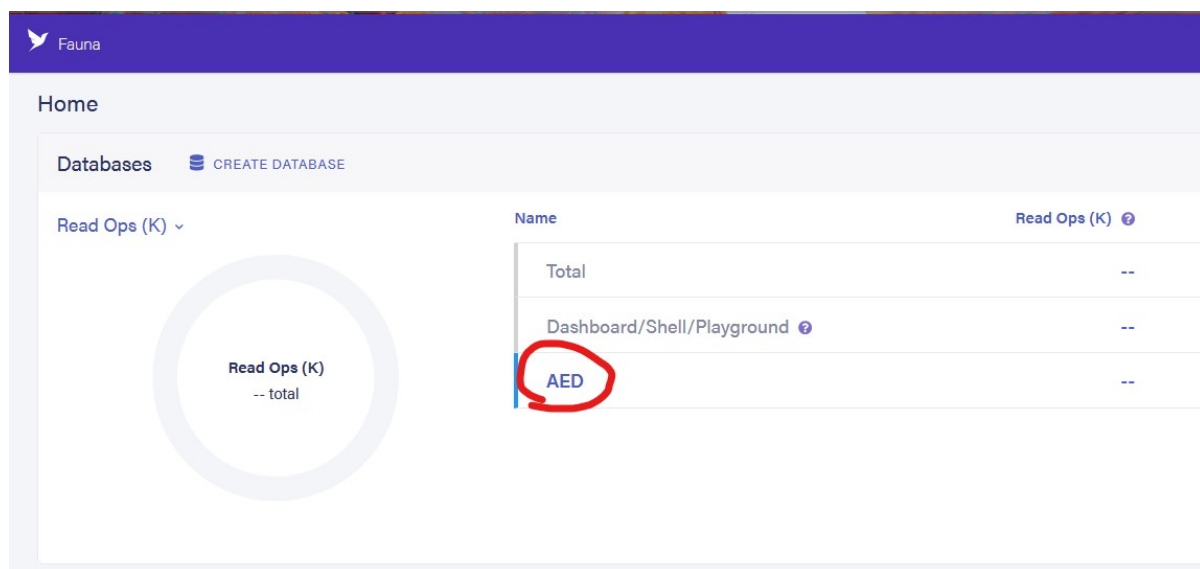 Fauna
Home
Databases CREATE DATABASE
Read Ops (K)
Read Ops (K)
-- total
Name Read Ops (K) ?
Total --
Dashboard/Shell/Playground ? --
AED --